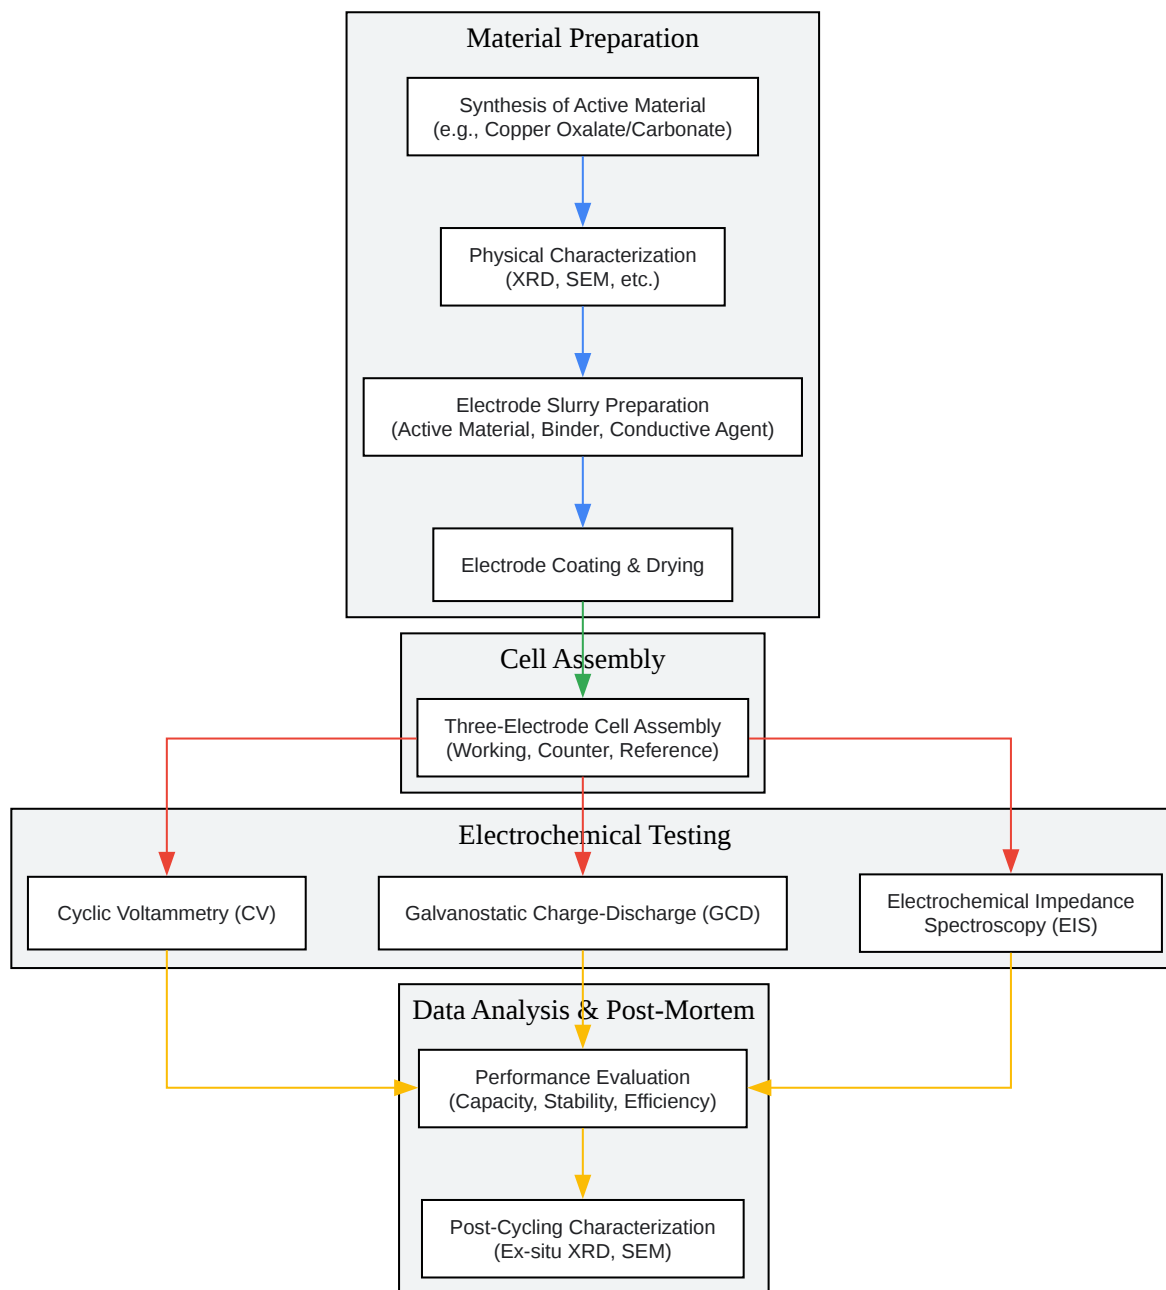 Material Preparation
Synthesis of Active Material
(e.g., Copper Oxalate/Carbonate)
Physical Characterization
(XRD, SEM, etc.)
Electrode Slurry Preparation
(Active Material, Binder, Conductive Agent)
Electrode Coating & Drying
Cell Assembly
Three-Electrode Cell Assembly
(Working, Counter, Reference)
Electrochemical Testing
Cyclic Voltammetry (CV)
Galvanostatic Charge-Discharge (GCD)
Electrochemical Impedance
Spectroscopy (EIS)
Data Analysis & Post-Mortem
Performance Evaluation
(Capacity, Stability, Efficiency)
Post-Cycling Characterization
(Ex-situ XRD, SEM)